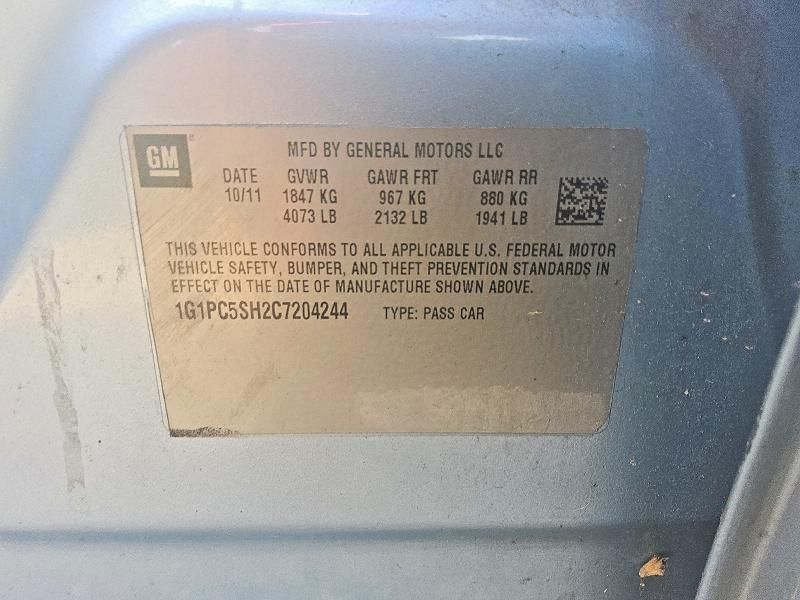 GM MFD BY GENERAL MOTORS LLC
DATE GVWR GAWR FRT GAWR RR
10/11 1847 KG 967 KG 880 KG
4073 LB 2132 LB 1941 LB
THIS VEHICLE CONFORMS TO ALL APPLICABLE U.S. FEDERAL MOTOR
VEHICLE SAFETY, BUMPER, AND THEFT PREVENTION STANDARDS IN
EFFECT ON THE DATE OF MANUFACTURE SHOWN ABOVE.
1G1PC5SH2C7204244 TYPE: PASS CAR